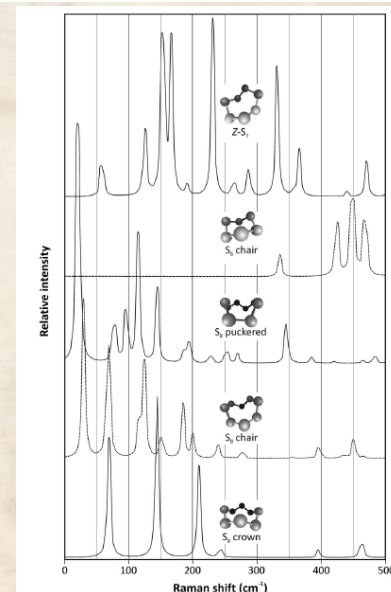 Relative intensity
Z-S₇
S₆ chair
S₈ puckered
S₈ chair
S₈ crown
0 100 200 300 400 500
Raman shift (cm⁻¹)